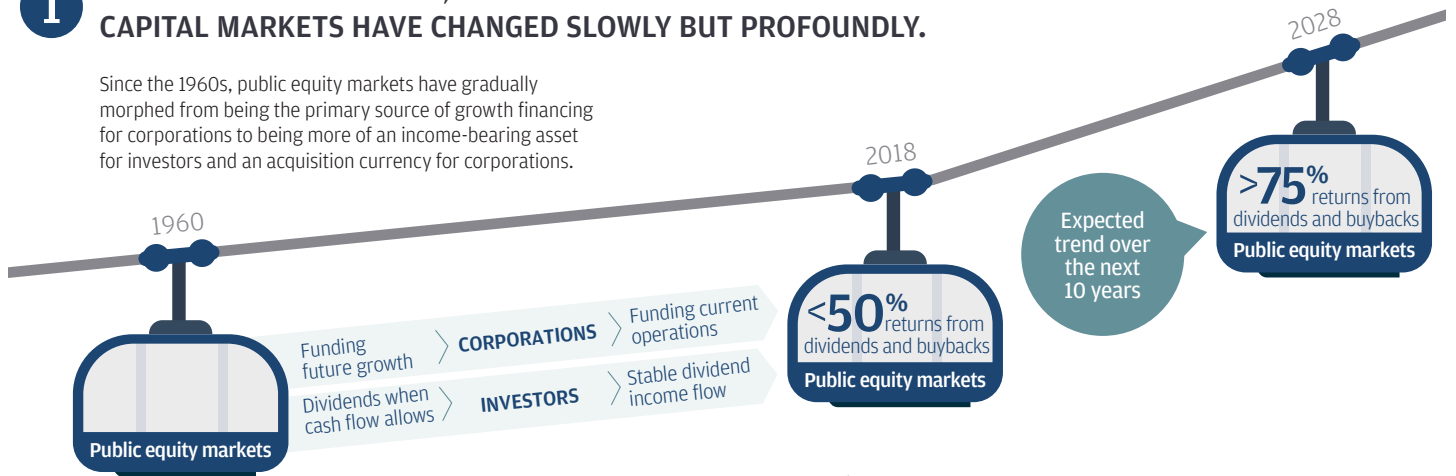 1
CAPITAL MARKETS HAVE CHANGED SLOWLY BUT PROFOUNDLY.
Since the 1960s, public equity markets have gradually
morphed from being the primary source of growth financing
for corporations to being more of an income-bearing asset
for investors and an acquisition currency for corporations.
1960
Public equity markets
Funding
future growth
CORPORATIONS
Funding current
operations
Dividends when
cash flow allows
INVESTORS
Stable dividend
income flow
2018
<50%
returns from
dividends and buybacks
Public equity markets
Expected
trend over
the next
10 years
2028
>75%
returns from
dividends and buybacks
Public equity markets